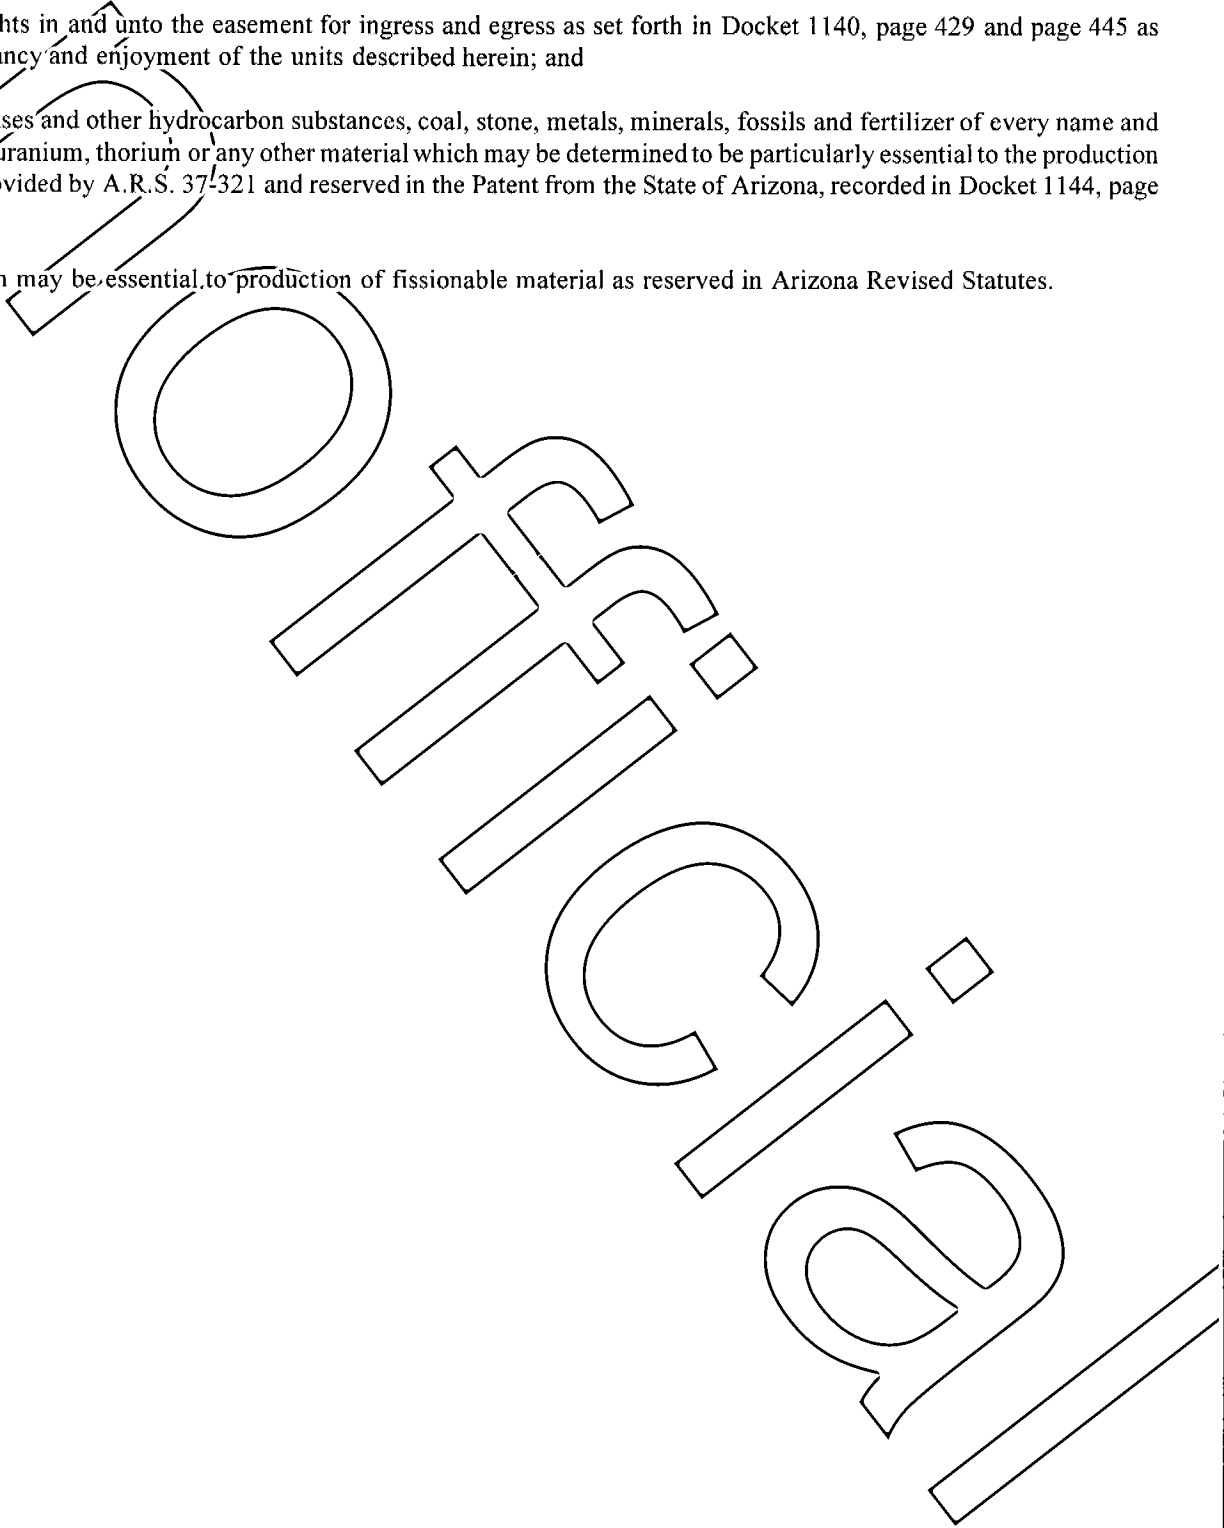 hts in and unto the easement for ingress and egress as set forth in Docket 1140, page 429 and page 445 as
ncy and enjoyment of the units described herein; and
ses and other hydrocarbon substances, coal, stone, metals, minerals, fossils and fertilizer of every name and
uranium, thorium or any other material which may be determined to be particularly essential to the production
vided by A.R.S. 37-321 and reserved in the Patent from the State of Arizona, recorded in Docket 1144, page
may be essential to production of fissionable material as reserved in Arizona Revised Statutes.
official